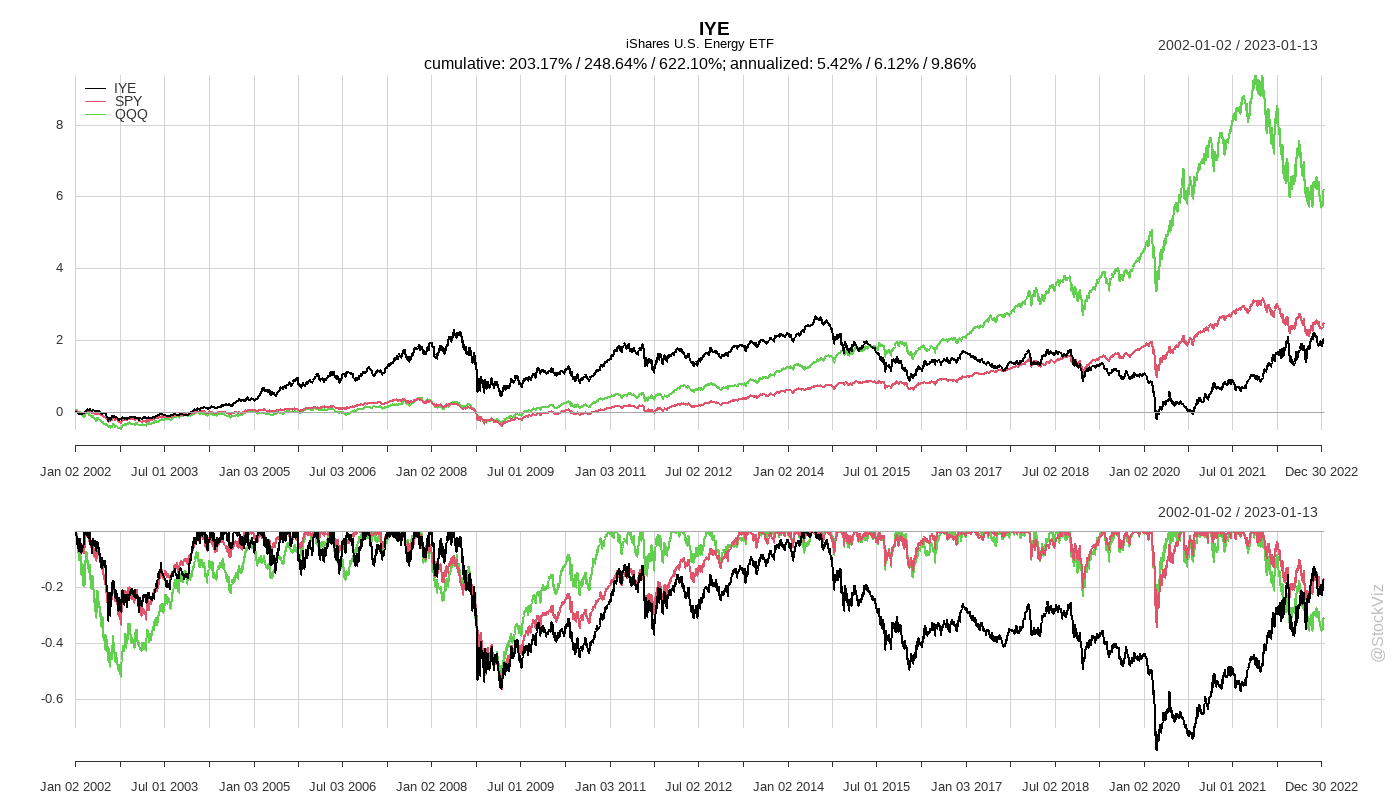 IYE
iShares U.S. Energy ETF
2002-01-02 / 2023-01-13
cumulative: 203.17% / 248.64% / 622.10%; annualized: 5.42% / 6.12% / 9.86%
IYE
SPY
QQQ
8
6
4
2
0
Jan 02 2002 Jul 01 2003 Jan 03 2005 Jul 03 2006 Jan 02 2008 Jul 01 2009 Jan 03 2011 Jul 02 2012 Jan 02 2014 Jul 01 2015 Jan 03 2017 Jul 02 2018 Jan 02 2020 Jul 01 2021 Dec 30 2022
2002-01-02 / 2023-01-13
-0.2
-0.4
-0.6
@StockViz
Jan 02 2002 Jul 01 2003 Jan 03 2005 Jul 03 2006 Jan 02 2008 Jul 01 2009 Jan 03 2011 Jul 02 2012 Jan 02 2014 Jul 01 2015 Jan 03 2017 Jul 02 2018 Jan 02 2020 Jul 01 2021 Dec 30 2022